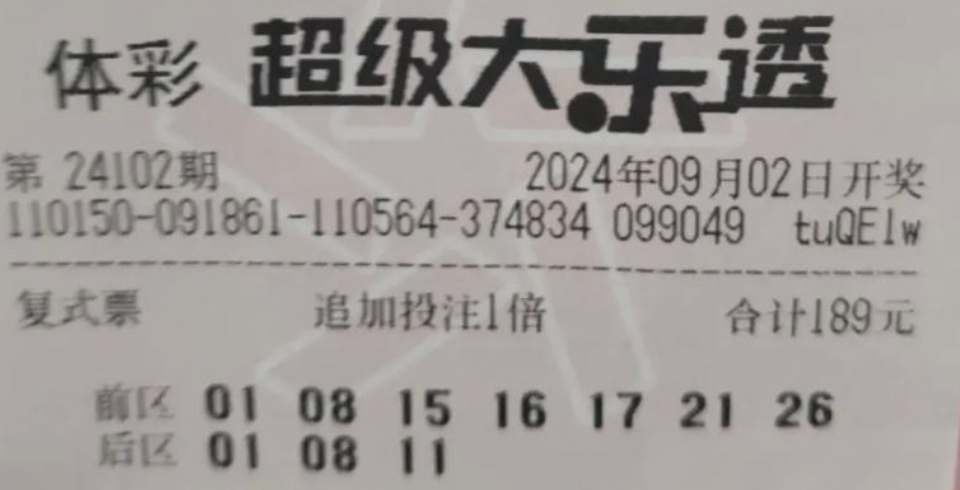 体彩 超级大乐透
第 24102期 2024年09月02日开奖
110150-091861-110564-374834 099049 tuQElw
复式票 追加投注1倍 合计189元
前区 01 08 15 16 17 21 26
后区 01 08 11